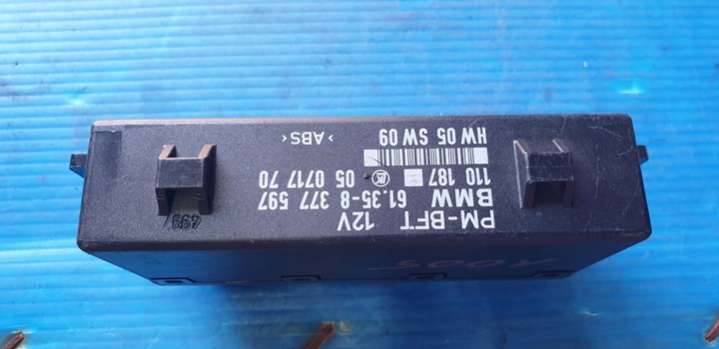 PM-BFT 12V
BMW 61.35-8 377 597
110 187 05 0717 70
HW 05 SW 09
>ABS<